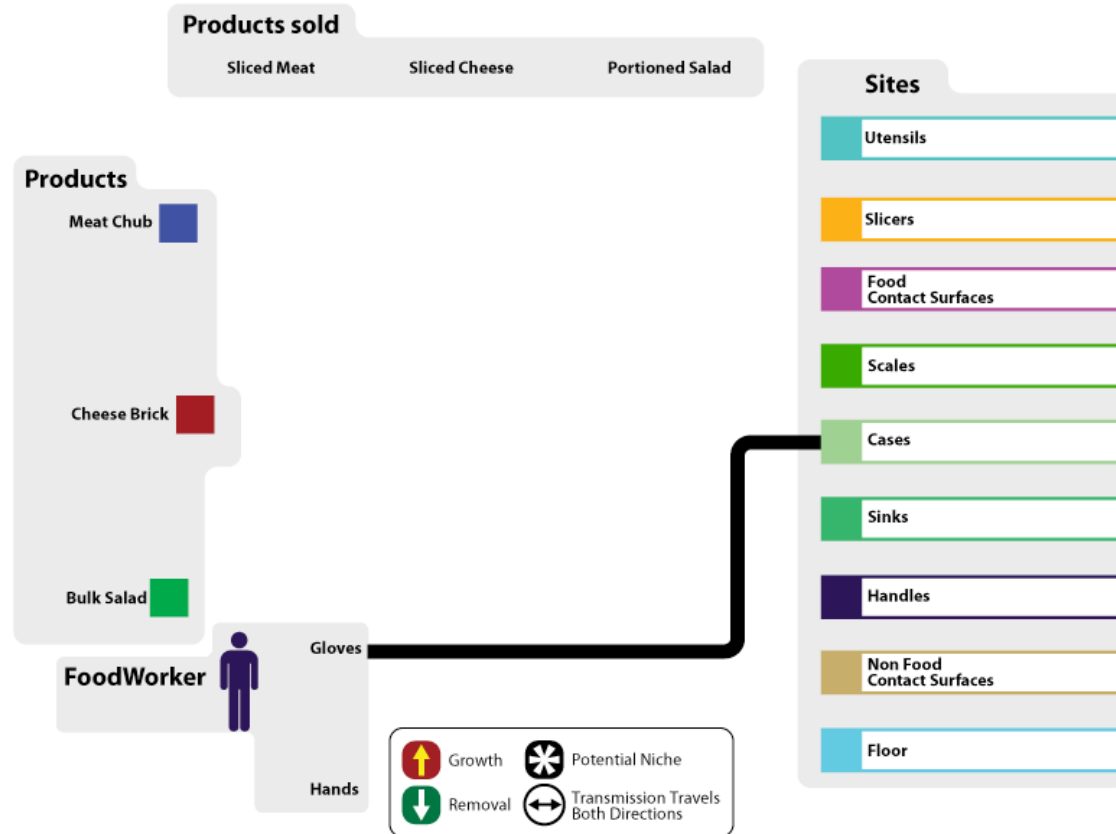 Products sold
Sliced Meat
Sliced Cheese
Portioned Salad
Sites
Utensils
Slicers
Food
Contact Surfaces
Scales
Cases
Sinks
Handles
Non Food
Contact Surfaces
Floor
Products
Meat Chub
Cheese Brick
Bulk Salad
FoodWorker
Gloves
Hands
Growth
Removal
Potential Niche
Transmission Travels
Both Directions